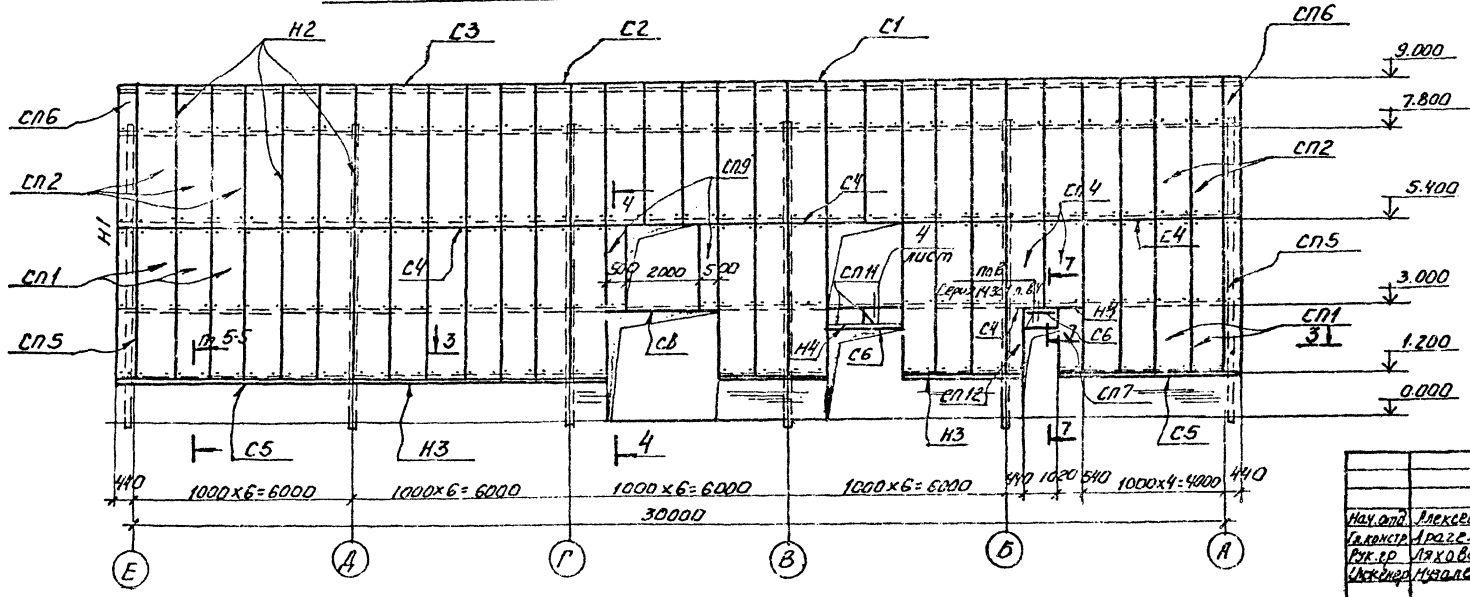 Н2
С3
С2
С1
СП6
9.000
СП6
7.800
СП2
СП9
С4
СП4
СП2
5.400
Н1
4
С4
С4
4
лист
СП5
СП1
500
2000
500
СП11
7
3.000
Н5
СП5
5-5
3
С8
Н4
С6
С4
7
С6
СП1
3
1.200
СП12
СП7
0.000
С5
Н3
4
Н3
7
С5
440
1000х6=6000
1000х6=6000
1000х6=6000
1000х6=6000
440
1020
540
1000х4=4000
440
30000
Е
Д
Г
В
Б
А
Нач.отд
Гл.констр
Рук.гр
Инженер